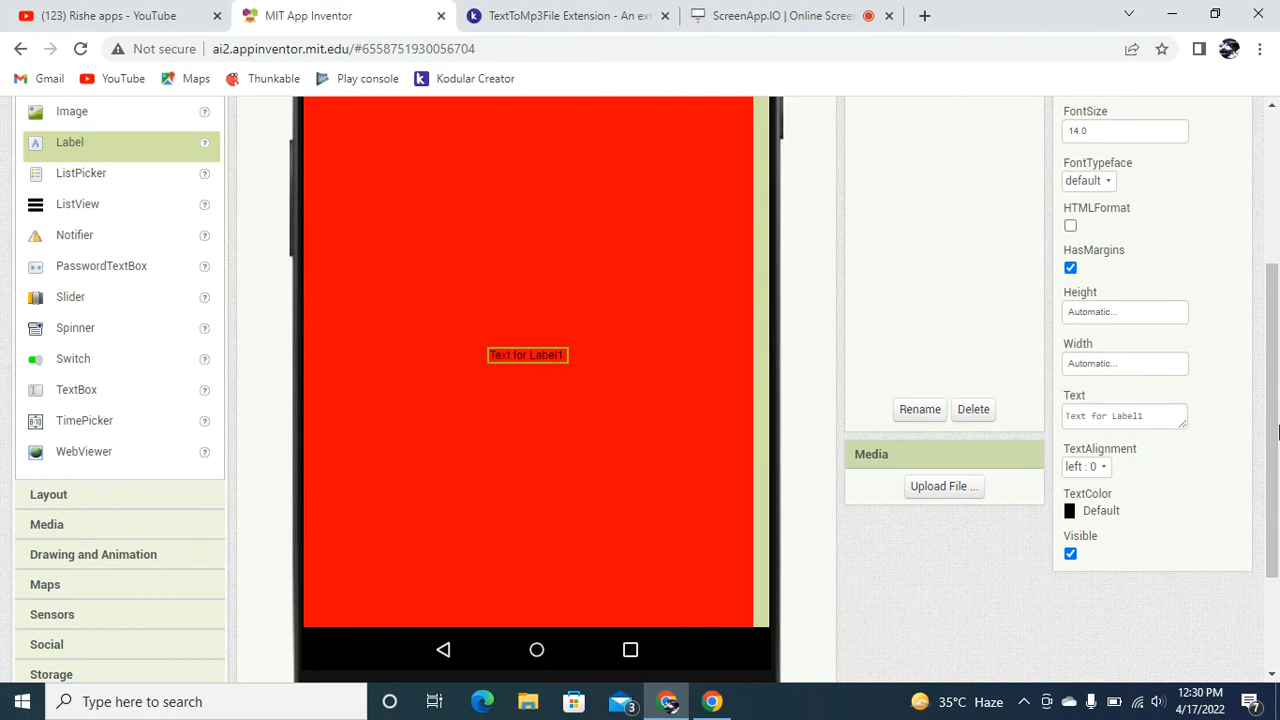 (123) Rishe apps - YouTube
MIT App Inventor
TextToMp3File Extension - An ext
ScreenApp.IO | Online Screen
Not secure
ai2.appinventor.mit.edu/#6558751930056704
Gmail
YouTube
Maps
Thunkable
Play console
Kodular Creator
Image
Label
ListPicker
ListView
Notifier
PasswordTextBox
Slider
Spinner
Switch
TextBox
TimePicker
WebViewer
Layout
Media
Drawing and Animation
Maps
Sensors
Social
Storage
Text for Label1
Rename
Delete
Media
Upload File ...
FontSize
14.0
FontTypeface
default
HTMLFormat
HasMargins
Height
Automatic...
Width
Automatic...
Text
Text for Label1
TextAlignment
left : 0
TextColor
Default
Visible
Type here to search
3
35°C Haze
12:30 PM
4/17/2022
7